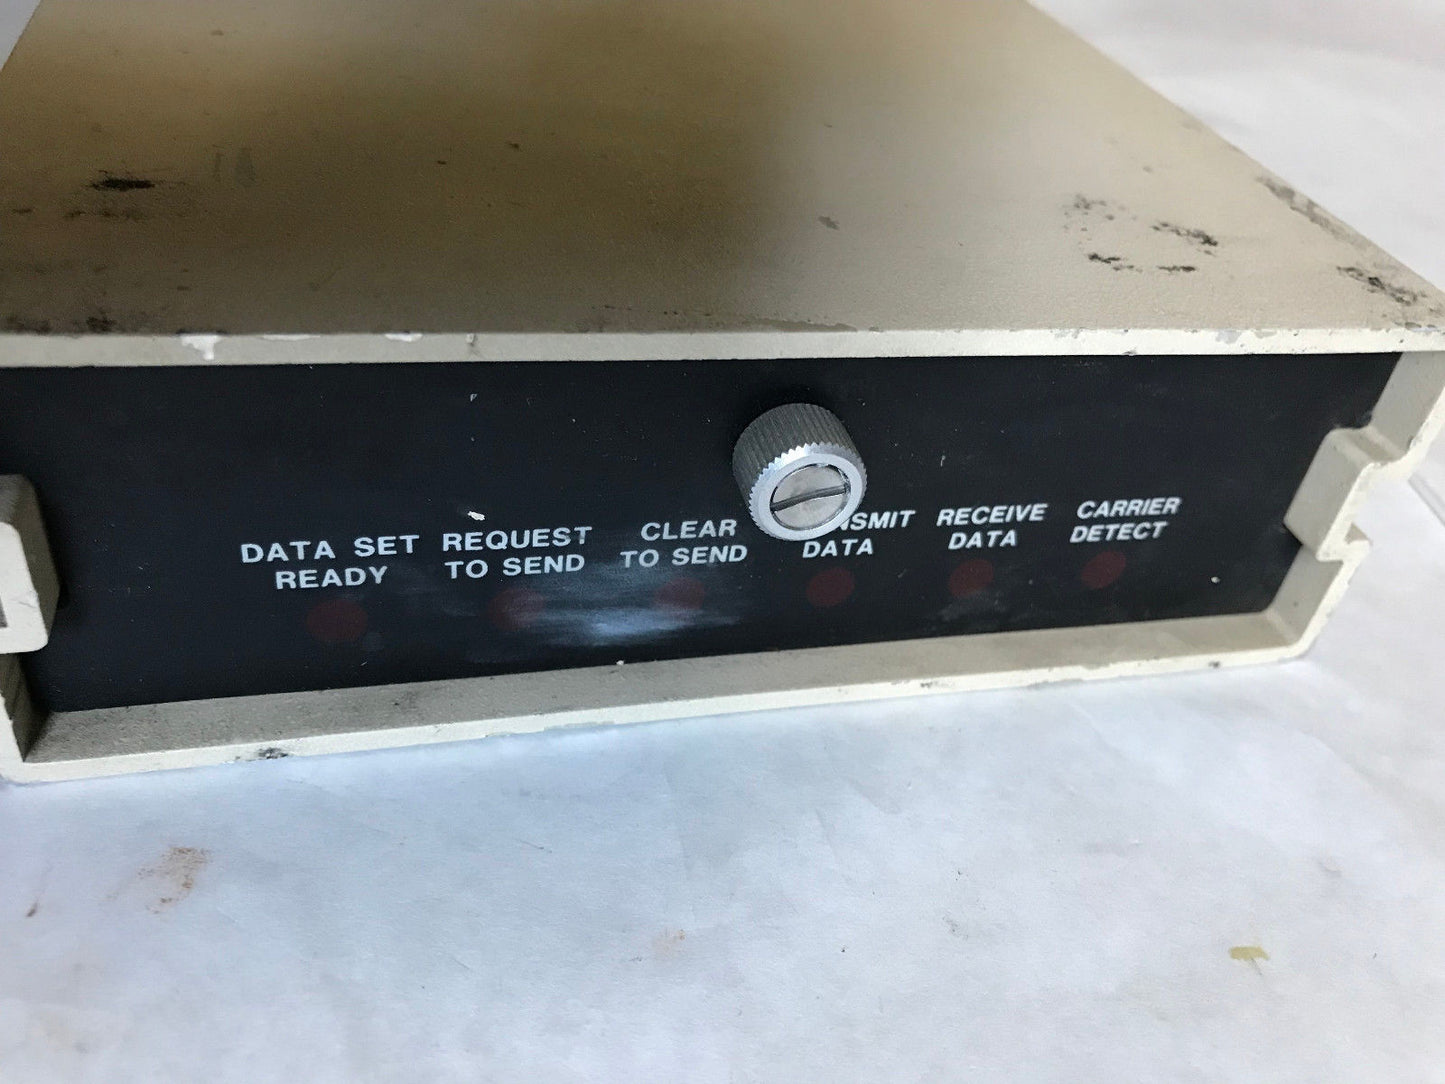 DATA SET
READY
REQUEST
TO SEND
CLEAR
TO SEND
NSMIT
DATA
RECEIVE
DATA
CARRIER
DETECT